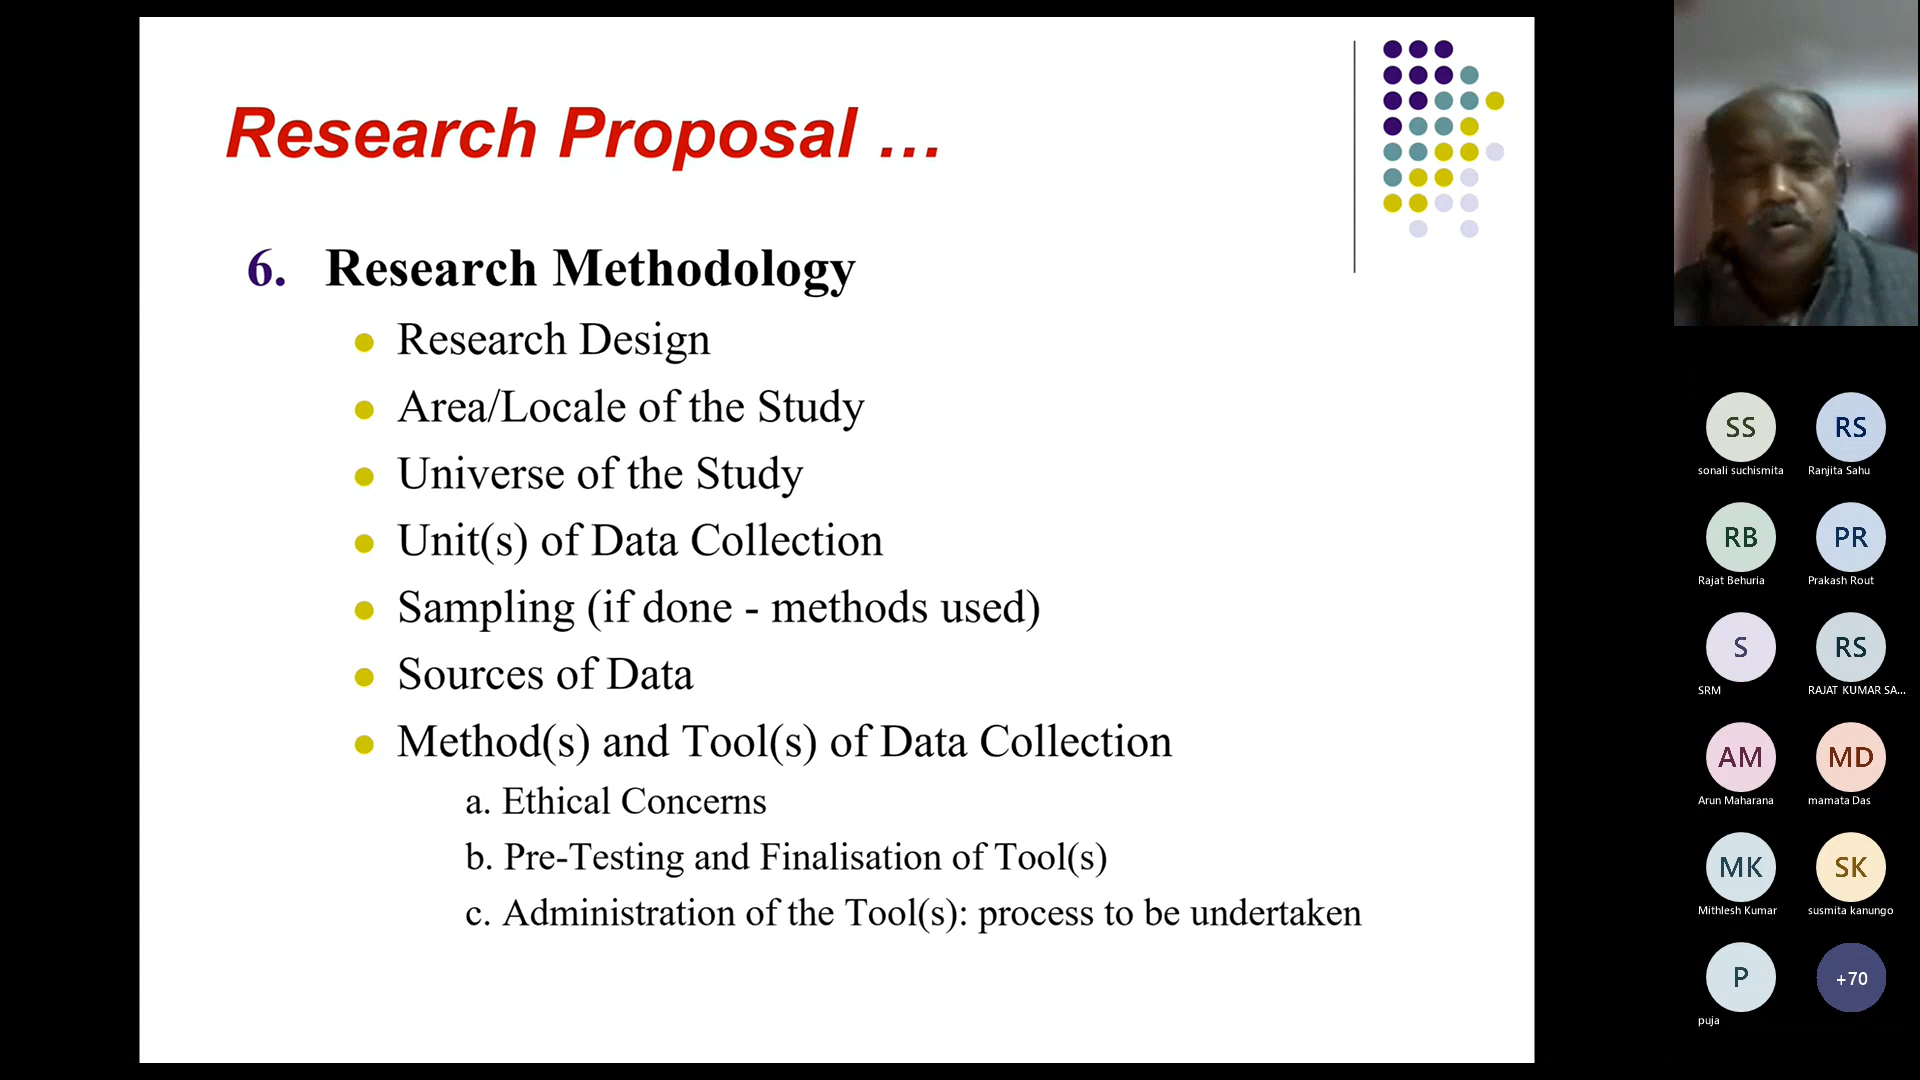 Research Proposal ...
6. Research Methodology
Research Design
Area/Locale of the Study
Universe of the Study
Unit(s) of Data Collection
Sampling (if done - methods used)
Sources of Data
Method(s) and Tool(s) of Data Collection
a. Ethical Concerns
b. Pre-Testing and Finalisation of Tool(s)
c. Administration of the Tool(s): process to be undertaken
SS RS
sonali suchismita Ranjita Sahu
RB PR
Rajat Behuria Prakash Rout
S RS
SRM RAJAT KUMAR SA...
AM MD
Arun Maharana mamata Das
MK SK
Mithlesh Kumar susmita kanungo
P +70
puja